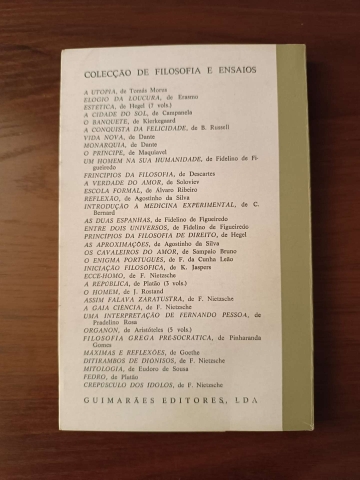 COLECÇÃO DE FILOSOFIA E ENSAIOS
A UTOPIA, de Tomás Morus
ELOGIO DA LOUCURA, de Erasmo
ESTÉTICA, de Hegel (7 vols.)
A CIDADE DO SOL, de Campanela
O BANQUETE, de Kierkegaard
A CONQUISTA DA FELICIDADE, de B. Russell
VIDA NOVA, de Dante
MONARQUIA, de Dante
O PRÍNCIPE, de Maquiavel
UM HOMEM NA SUA HUMANIDADE, de Fidelino de Fi-
gueiredo
PRINCÍPIOS DA FILOSOFIA, de Descartes
A VERDADE DO AMOR, de Soloviev
ESCOLA FORMAL, de Álvaro Ribeiro
REFLEXÃO, de Agostinho da Silva
INTRODUÇÃO À MEDICINA EXPERIMENTAL, de C.
Bernard
AS DUAS ESPANHAS, de Fidelino de Figueiredo
ENTRE DOIS UNIVERSOS, de Fidelino de Figueiredo
PRINCÍPIOS DA FILOSOFIA DE DIREITO, de Hegel
AS APROXIMAÇÕES, de Agostinho da Silva
OS CAVALEIROS DO AMOR, de Sampaio Bruno
O ENIGMA PORTUGUÊS, de F. da Cunha Leão
INICIAÇÃO FILOSÓFICA, de K. Jaspers
ECCE-HOMO, de F. Nietzsche
A REPÚBLICA, de Platão (3 vols.)
O HOMEM, de J. Rostand
ASSIM FALAVA ZARATUSTRA, de F. Nietzsche
A GAIA CIÊNCIA, de F. Nietzsche
UMA INTERPRETAÇÃO DE FERNANDO PESSOA, de
Pradelino Rosa
ORGANON, de Aristóteles (5 vols.)
FILOSOFIA GREGA PRÉ-SOCRÁTICA, de Pinharanda
Gomes
MÁXIMAS E REFLEXÕES, de Goethe
DITIRAMBOS DE DIONISOS, de F. Nietzsche
MITOLOGIA, de Eudoro de Sousa
FEDRO, de Platão
CREPÚSCULO DOS ÍDOLOS, de F. Nietzsche
GUIMARÃES EDITORES, LDA